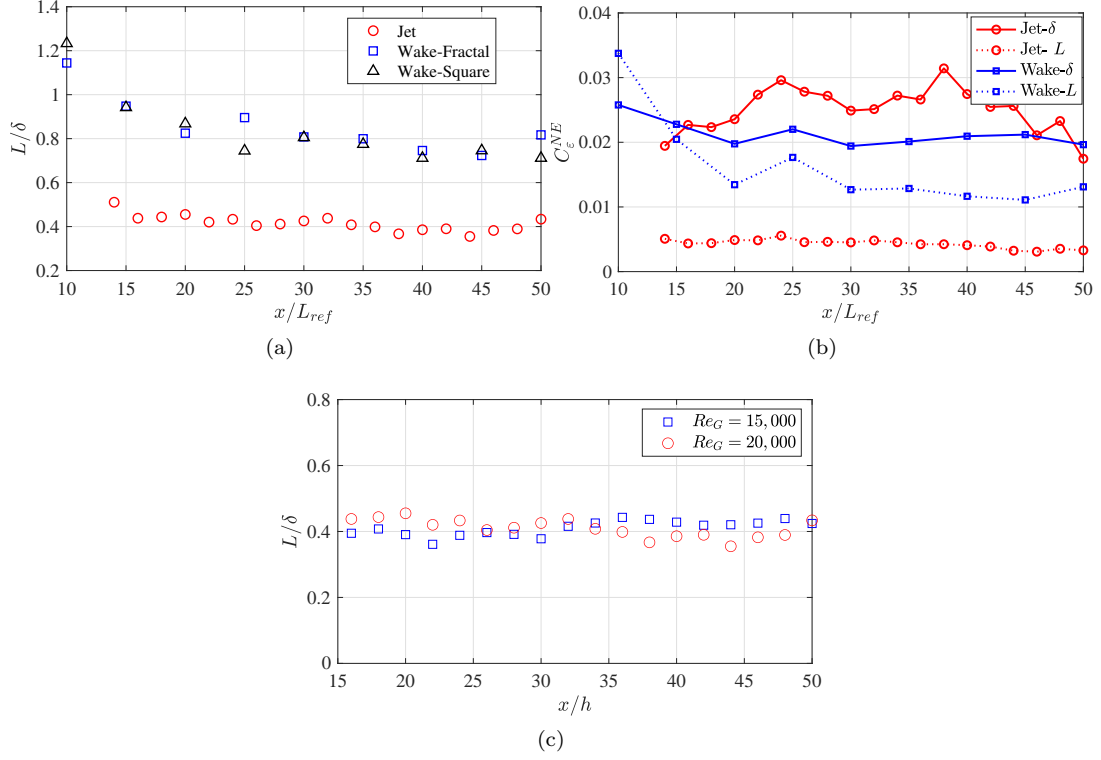 1.4
1.2
1
0.8
0.6
0.4
0.2
L/δ
Jet
Wake-Fractal
Wake-Square
10 15 20 25 30 35 40 45 50
x/L_ref
(a)
0.04
0.03
0.02
0.01
0
C_ε^{NE}
Jet-δ
Jet- L
Wake-δ
Wake-L
10 15 20 25 30 35 40 45 50
x/L_ref
(b)
0.8
0.6
0.4
0.2
0
L/δ
Re_G = 15,000
Re_G = 20,000
15 20 25 30 35 40 45 50
x/h
(c)